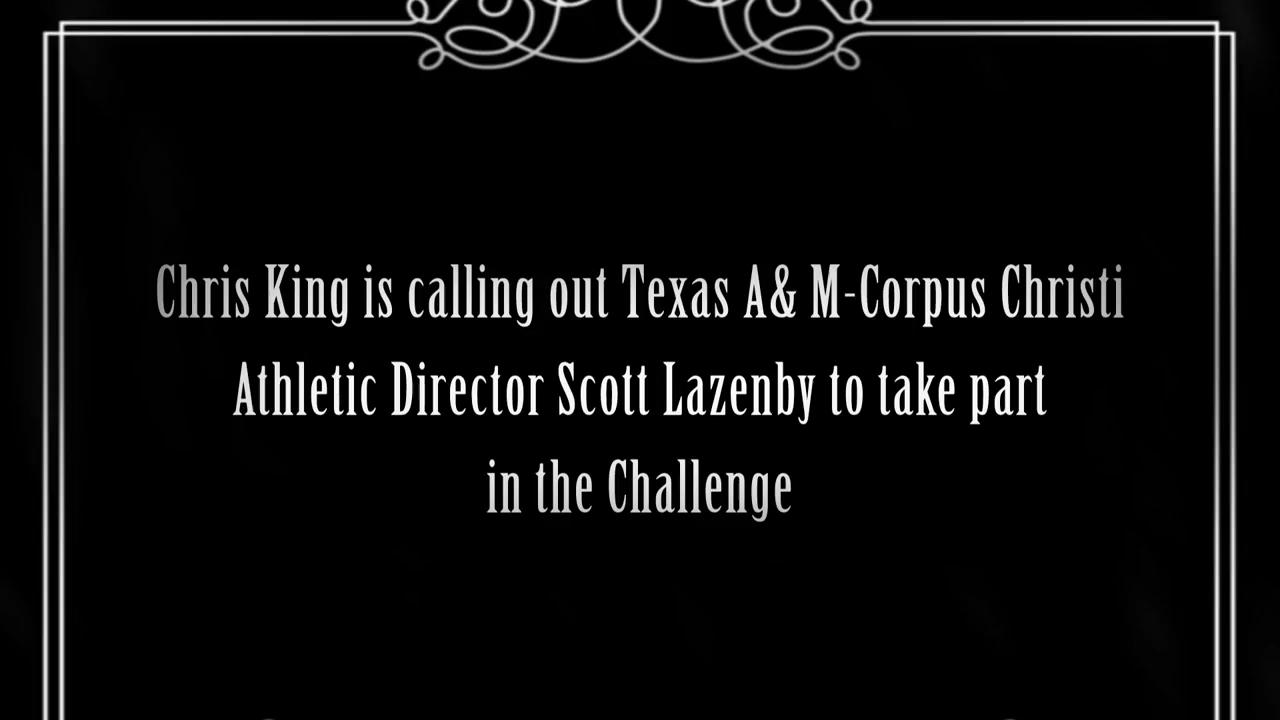 Chris King is calling out Texas A& M-Corpus Christi
Athletic Director Scott Lazenby to take part
in the Challenge